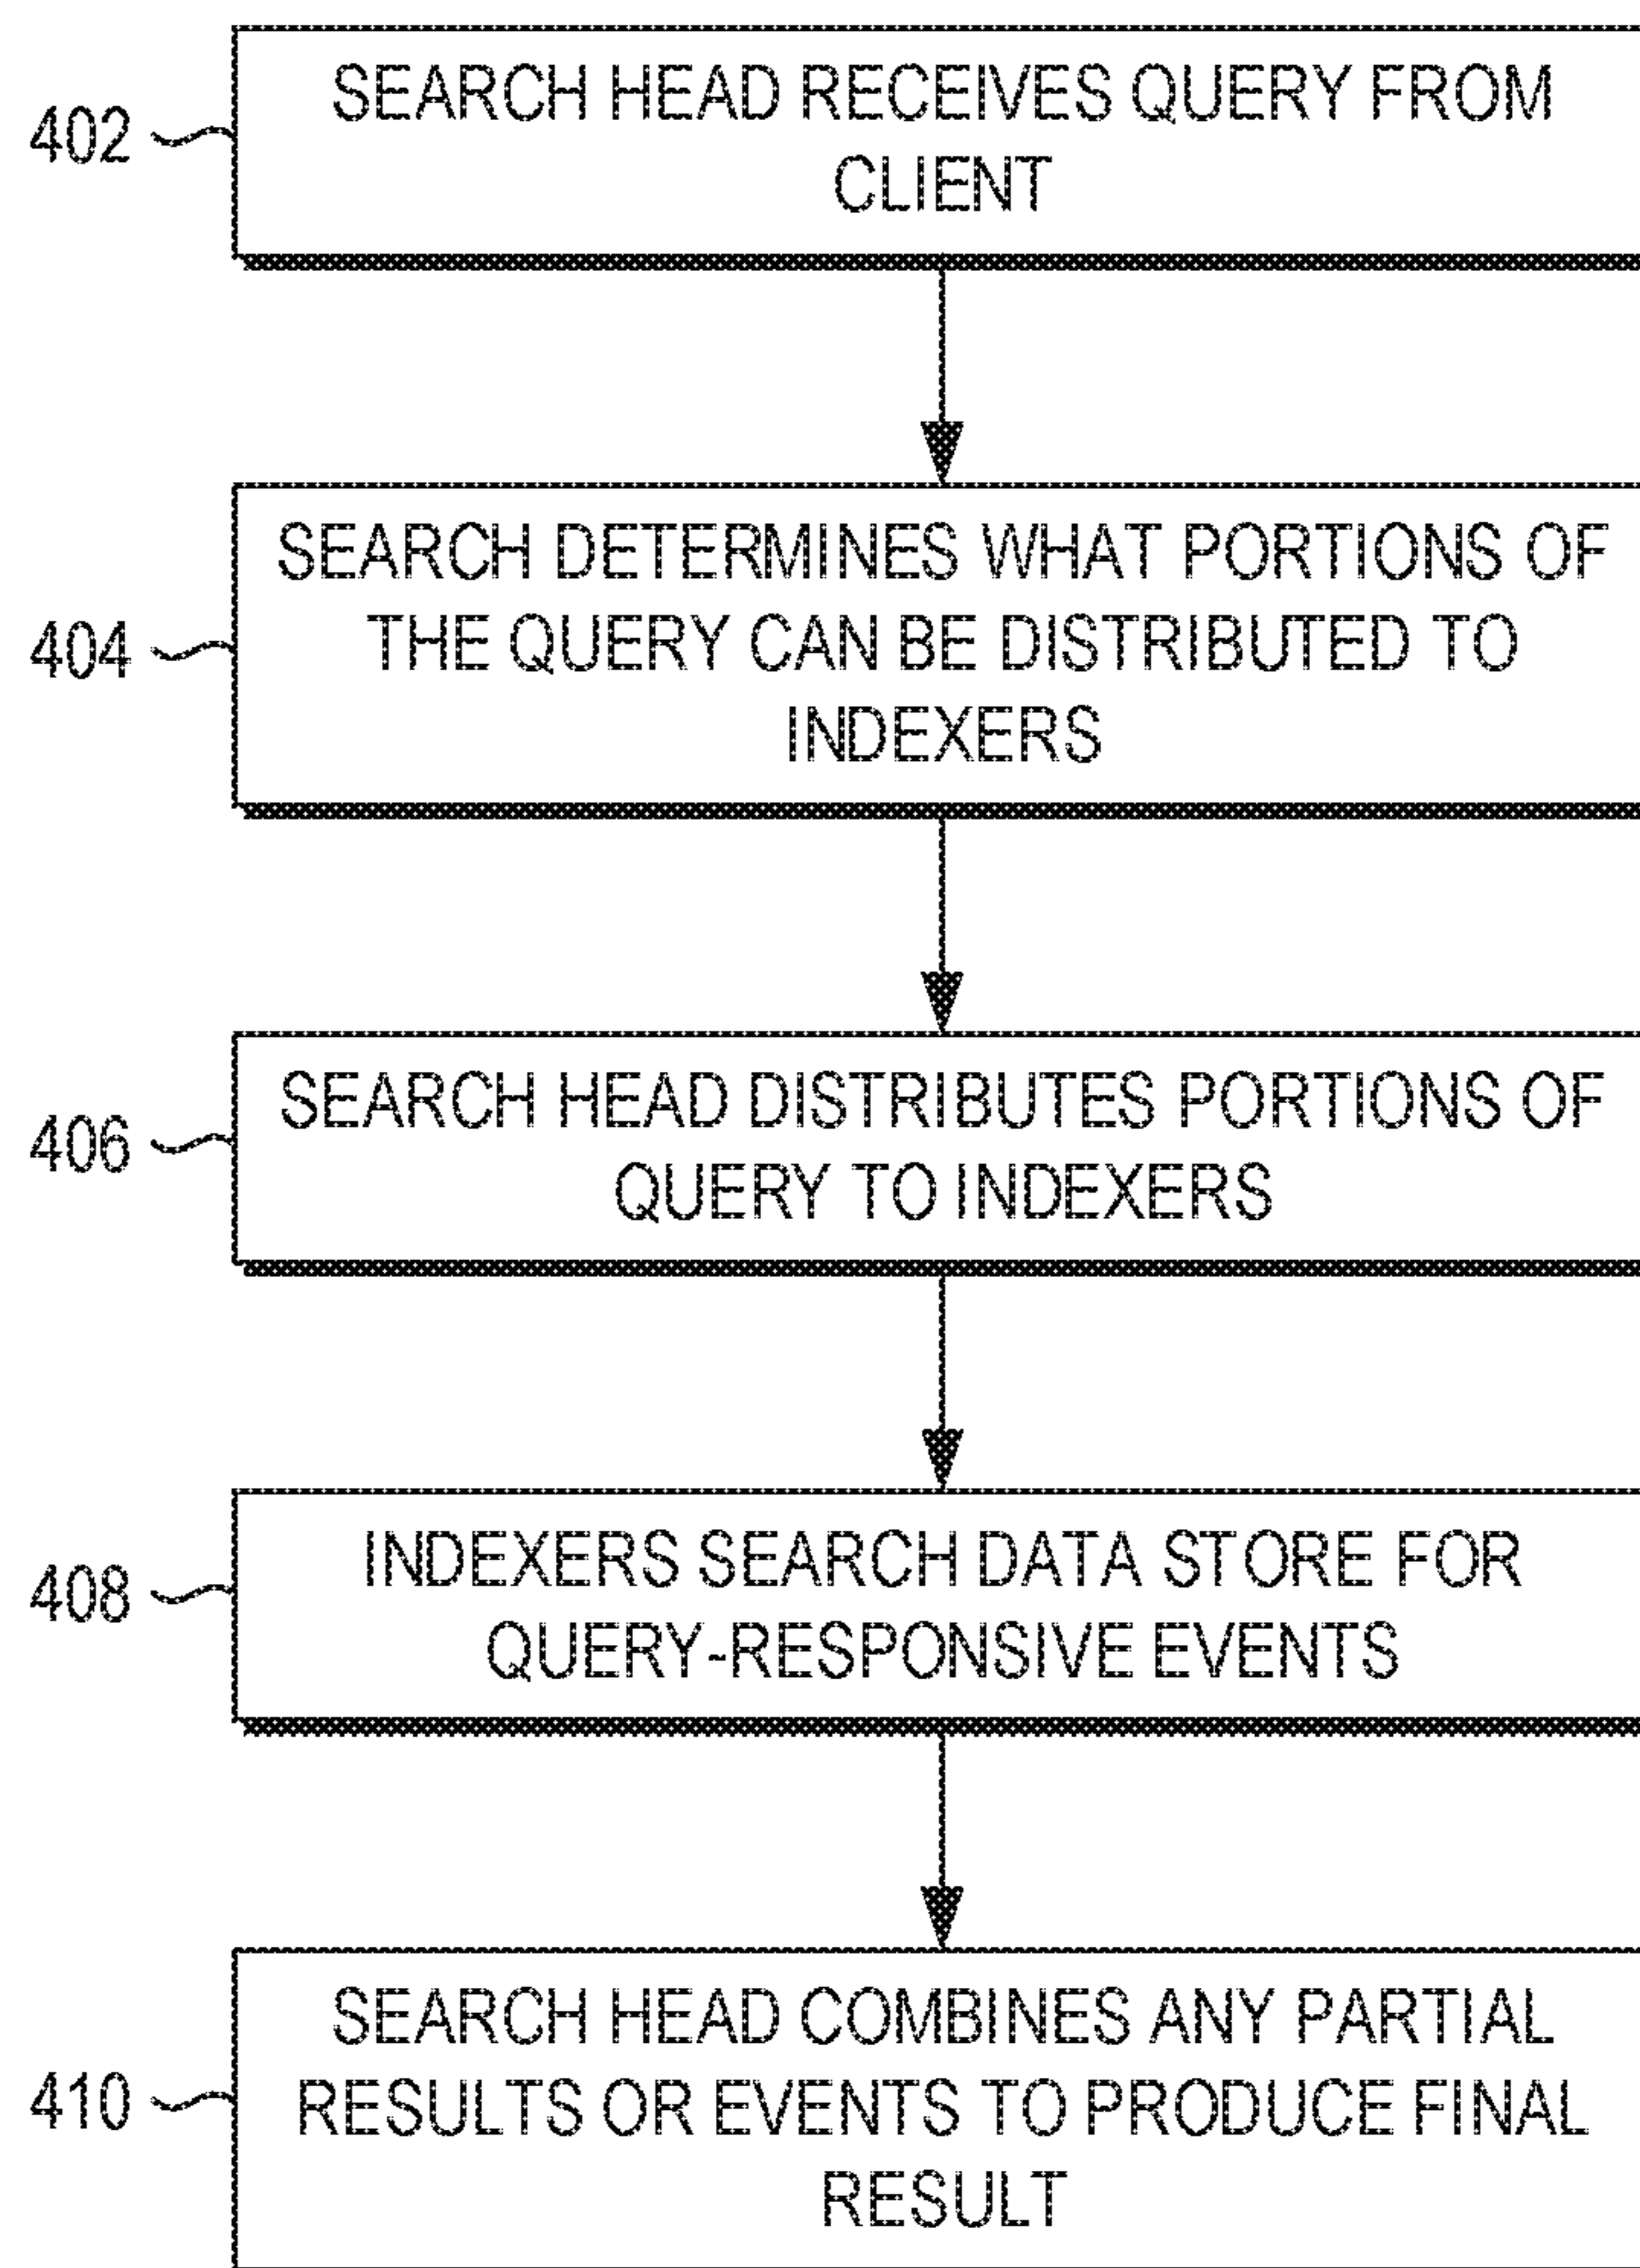 402
SEARCH HEAD RECEIVES QUERY FROM
CLIENT
404
SEARCH DETERMINES WHAT PORTIONS OF
THE QUERY CAN BE DISTRIBUTED TO
INDEXERS
406
SEARCH HEAD DISTRIBUTES PORTIONS OF
QUERY TO INDEXERS
408
INDEXERS SEARCH DATA STORE FOR
QUERY-RESPONSIVE EVENTS
410
SEARCH HEAD COMBINES ANY PARTIAL
RESULTS OR EVENTS TO PRODUCE FINAL
RESULT